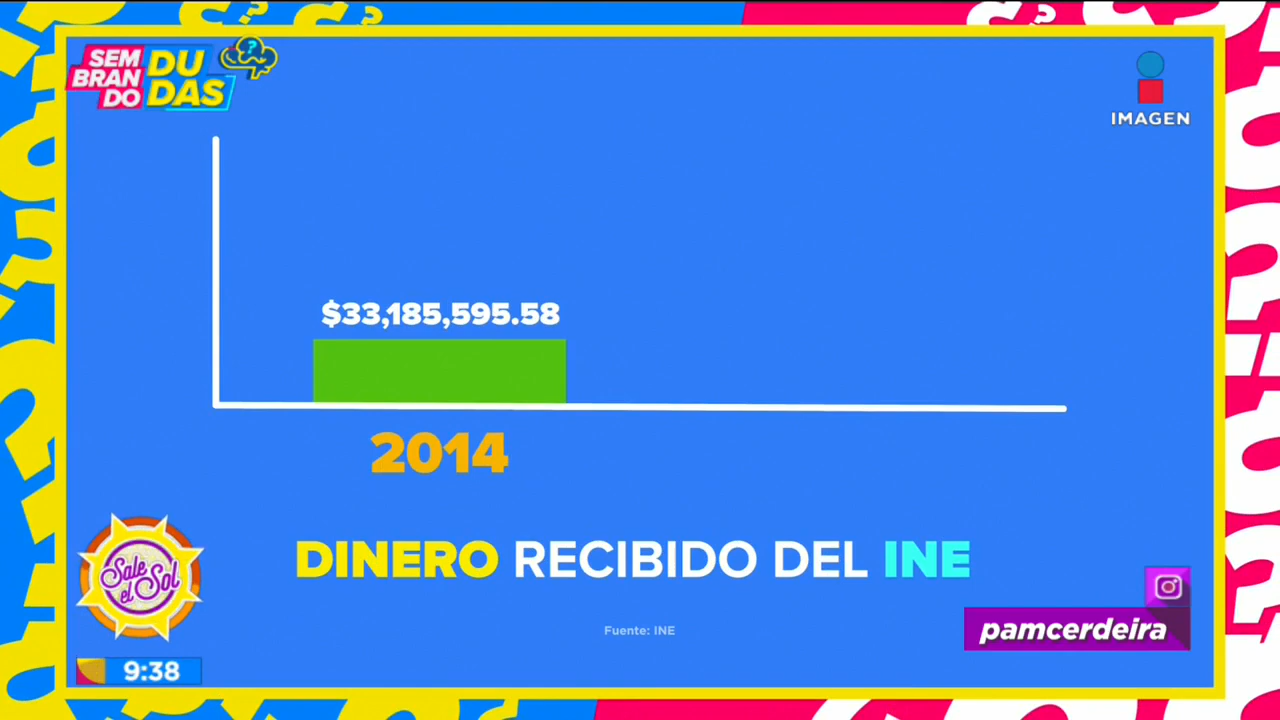 SEM
BRAN
DO
DU
DAS
?
IMAGEN
$33,185,595.58
2014
DINERO RECIBIDO DEL INE
Fuente: INE
Sale
el Sol
pamcerdeira
9:38